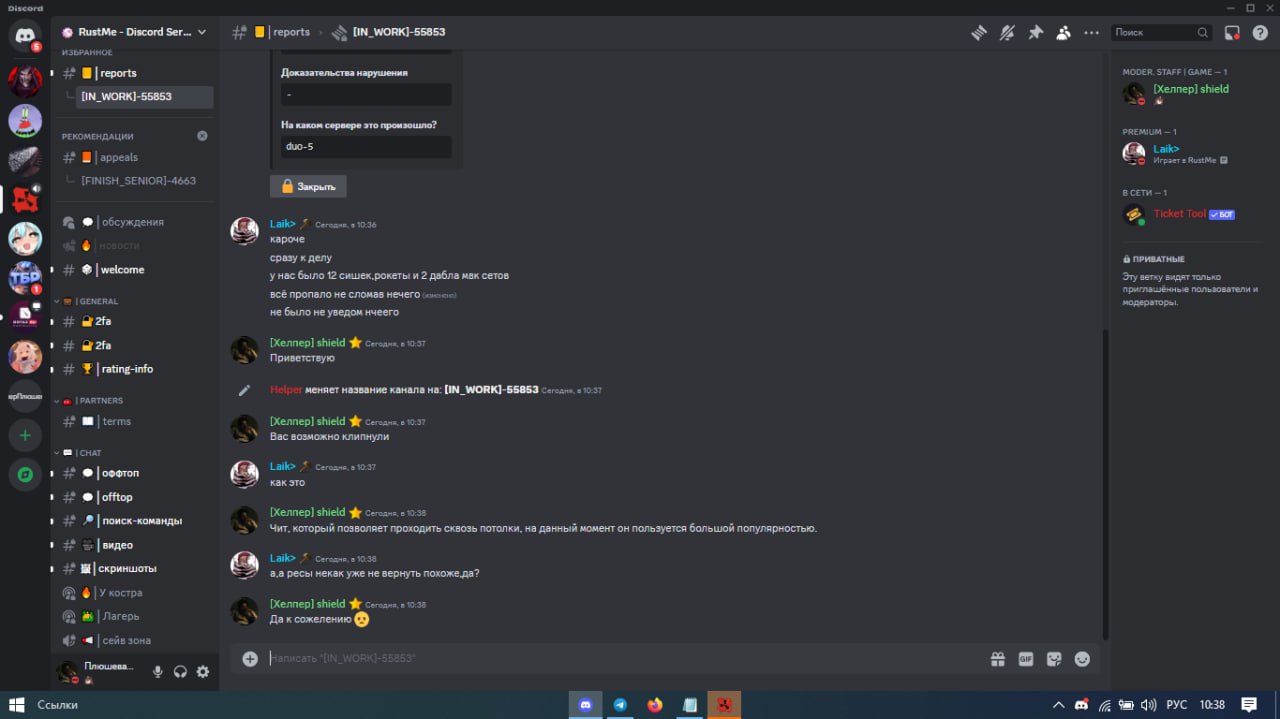 Discord
RustMe - Discord Ser...
reports
[IN_WORK]-55853
Поиск
ИЗБРАННОЕ
reports
[IN_WORK]-55853
РЕКОМЕНДАЦИИ
appeals
[FINISH_SENIOR]-4663
обсуждения
новости
welcome
GENERAL
2fa
2fa
rating-info
PARTNERS
terms
CHAT
оффтоп
offtop
поиск-команды
видео
скриншоты
У костра
Лагерь
сейв зона
5
ТБР
1
ерПлюшев
Плюшева...
Доказательства нарушения
-
На каком сервере это произошло?
duo-5
Закрыть
Laik> Сегодня, в 10:36
кароче
сразу к делу
у нас было 12 сишек,рокеты и 2 дабла мвк сетов
всё пропало не сломав нечего (изменено)
не было не уведом нчеего
[Хелпер] shield Сегодня, в 10:37
Приветствую
Helper меняет название канала на: [IN_WORK]-55853 Сегодня, в 10:37
[Хелпер] shield Сегодня, в 10:37
Вас возможно клипнули
Laik> Сегодня, в 10:37
как это
[Хелпер] shield Сегодня, в 10:38
Чит, который позволяет проходить сквозь потолки, на данный момент он пользуется большой популярностью.
Laik> Сегодня, в 10:38
а,а ресы некак уже не вернуть похоже,да?
[Хелпер] shield Сегодня, в 10:38
Да к сожелению
Написать "[IN_WORK]-55853"
GIF
MODER. STAFF | GAME — 1
[Хелпер] shield
PREMIUM — 1
Laik>
Играет в RustMe
В СЕТИ — 1
Ticket Tool БОТ
ПРИВАТНЫЕ
Эту ветку видят только
приглашённые пользователи и
модераторы.
Ссылки
РУС
10:38